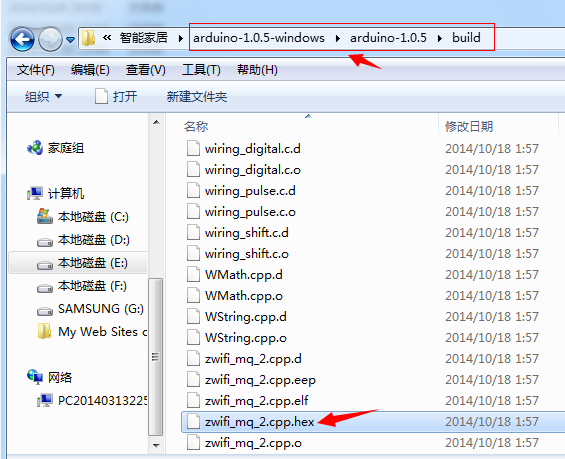 « 智能家居 ▶ arduino-1.0.5-windows ▶ arduino-1.0.5 ▶ build
文件(F) 编辑(E) 查看(V) 工具(T) 帮助(H)
组织 ▼ 打开 新建文件夹
家庭组
计算机
本地磁盘 (C:)
本地磁盘 (D:)
本地磁盘 (E:)
本地磁盘 (F:)
SAMSUNG (G:)
My Web Sites c
网络
PC20140313225
名称 修改日期
wiring_digital.c.d 2014/10/18 1:57
wiring_digital.c.o 2014/10/18 1:57
wiring_pulse.c.d 2014/10/18 1:57
wiring_pulse.c.o 2014/10/18 1:57
wiring_shift.c.d 2014/10/18 1:57
wiring_shift.c.o 2014/10/18 1:57
WMath.cpp.d 2014/10/18 1:57
WMath.cpp.o 2014/10/18 1:57
WString.cpp.d 2014/10/18 1:57
WString.cpp.o 2014/10/18 1:57
zwifi_mq_2.cpp.d 2014/10/18 1:57
zwifi_mq_2.cpp.eep 2014/10/18 1:57
zwifi_mq_2.cpp.elf 2014/10/18 1:57
zwifi_mq_2.cpp.hex 2014/10/18 1:57
zwifi_mq_2.cpp.o 2014/10/18 1:57